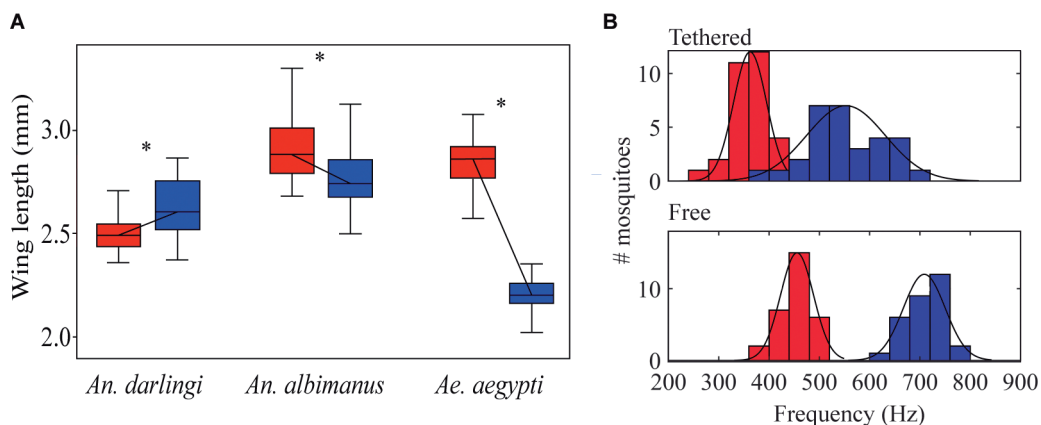 A
Wing length (mm)
3.0
2.5
2.0
*
*
*
An. darlingi
An. albimanus
Ae. aegypti
B
Tethered
10
5
0
Free
10
0
# mosquitoes
200 300 400 500 600 700 800 900
Frequency (Hz)